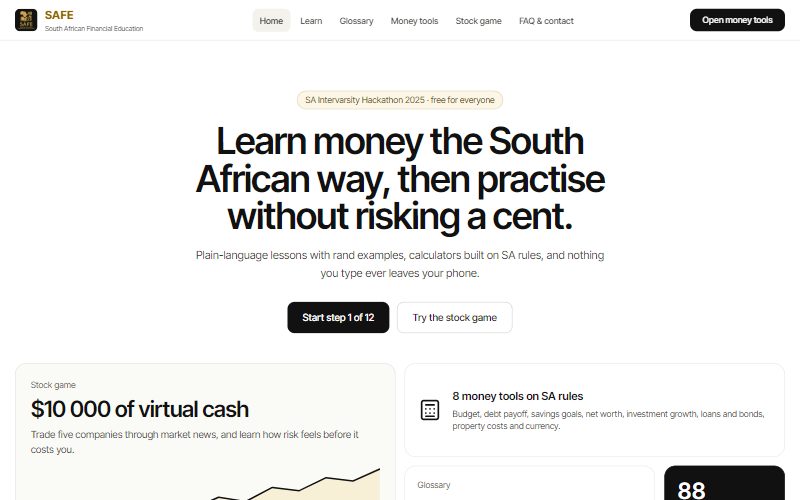 SAFE
SAFE
South African Financial Education
Home
Learn
Glossary
Money tools
Stock game
FAQ & contact
Open money tools
SA Intervarsity Hackathon 2025 · free for everyone
Learn money the South
African way, then practise
without risking a cent.
Plain-language lessons with rand examples, calculators built on SA rules, and nothing
you type ever leaves your phone.
Start step 1 of 12
Try the stock game
Stock game
$10 000 of virtual cash
Trade five companies through market news, and learn how risk feels before it
costs you.
8 money tools on SA rules
Budget, debt payoff, savings goals, net worth, investment growth, loans and bonds,
property costs and currency.
Glossary
88